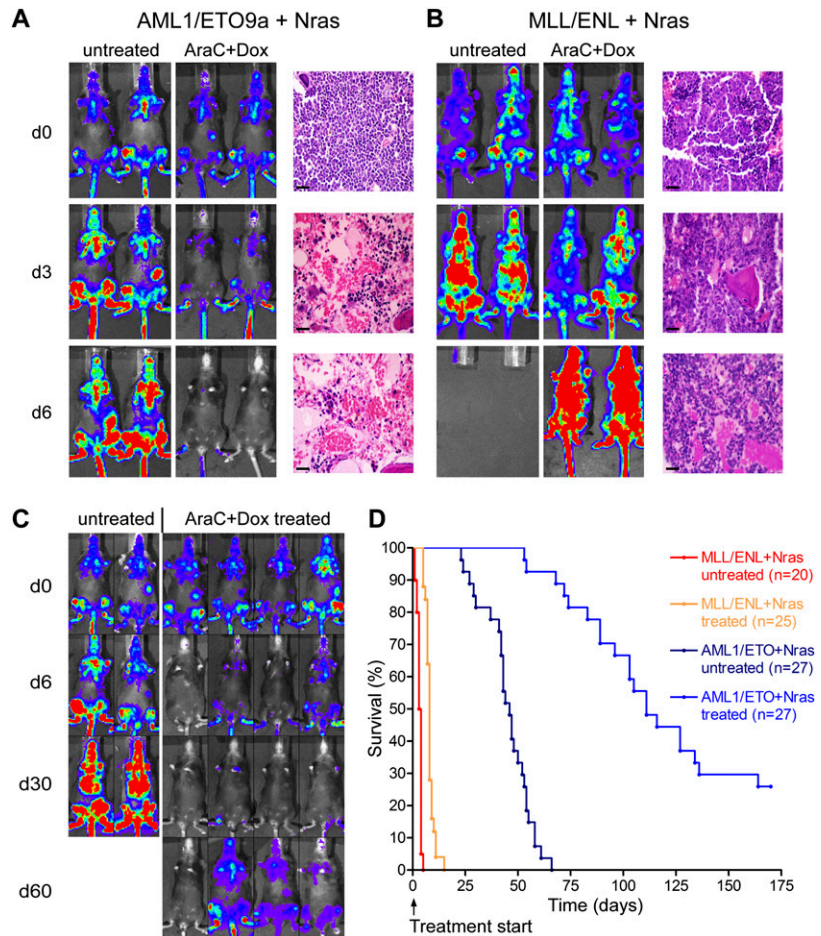 A
AML1/ETO9a + Nras
untreated AraC+Dox
d0
d3
d6
B
MLL/ENL + Nras
untreated AraC+Dox
C
untreated AraC+Dox treated
d0
d6
d30
d60
D
100
90
80
70
60
50
40
30
20
10
0
Survival (%)
0 25 50 75 100 125 150 175
Time (days)
Treatment start
MLL/ENL+Nras
untreated (n=20)
MLL/ENL+Nras
treated (n=25)
AML1/ETO+Nras
untreated (n=27)
AML1/ETO+Nras
treated (n=27)